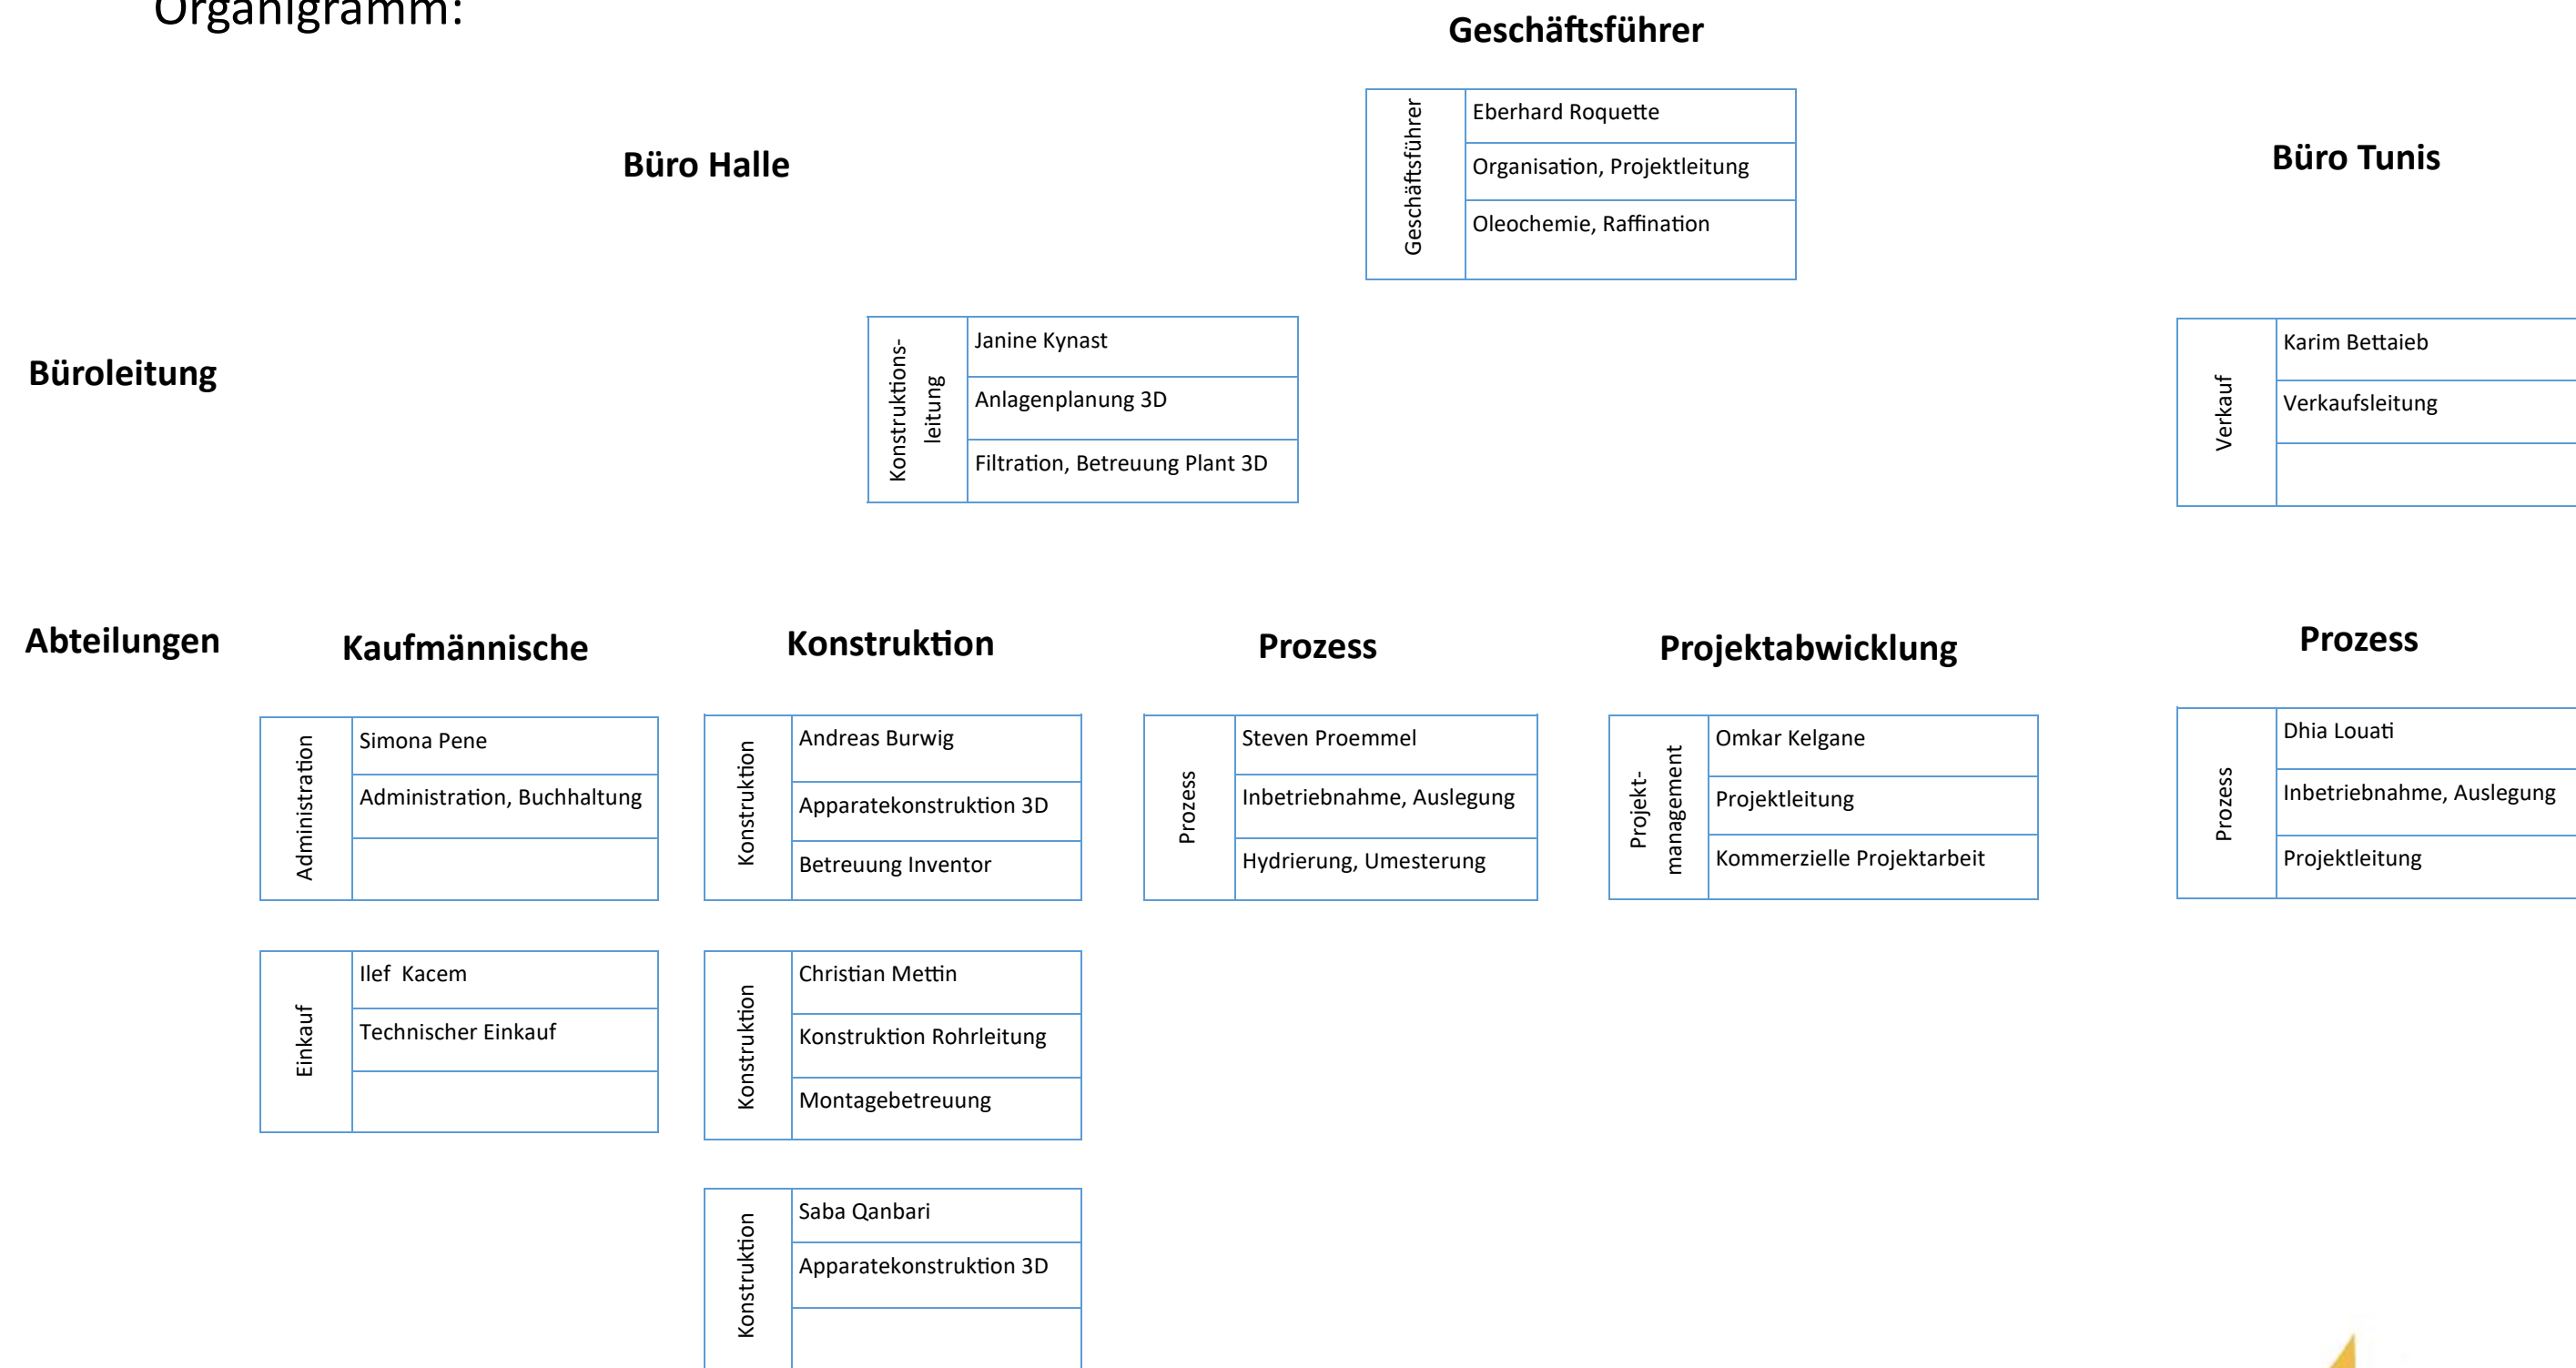 Organigramm:
Geschäftsführer
Geschäftsführer
Eberhard Roquette
Organisation, Projektleitung
Oleochemie, Raffination
Büro Halle
Büro Tunis
Büroleitung
Konstruktions-
leitung
Janine Kynast
Anlagenplanung 3D
Filtration, Betreuung Plant 3D
Verkauf
Karim Bettaieb
Verkaufsleitung
Abteilungen
Kaufmännische
Konstruktion
Prozess
Projektabwicklung
Prozess
Administration
Simona Pene
Administration, Buchhaltung
Konstruktion
Andreas Burwig
Apparatekonstruktion 3D
Betreuung Inventor
Prozess
Steven Proemmel
Inbetriebnahme, Auslegung
Hydrierung, Umesterung
Projekt-
management
Omkar Kelgane
Projektleitung
Kommerzielle Projektarbeit
Prozess
Dhia Louati
Inbetriebnahme, Auslegung
Projektleitung
Einkauf
Ilef Kacem
Technischer Einkauf
Konstruktion
Christian Mettin
Konstruktion Rohrleitung
Montagebetreuung
Konstruktion
Saba Qanbari
Apparatekonstruktion 3D